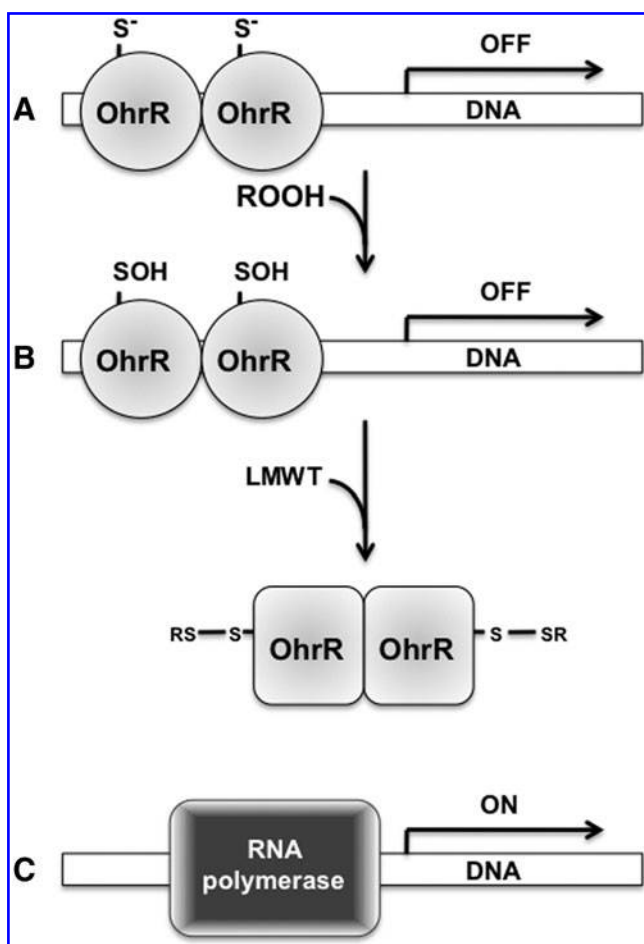 S- S-
OFF
A OhrR OhrR DNA
ROOH
SOH SOH
OFF
B OhrR OhrR DNA
LMWT
RS S OhrR OhrR S SR
ON
C RNA polymerase DNA